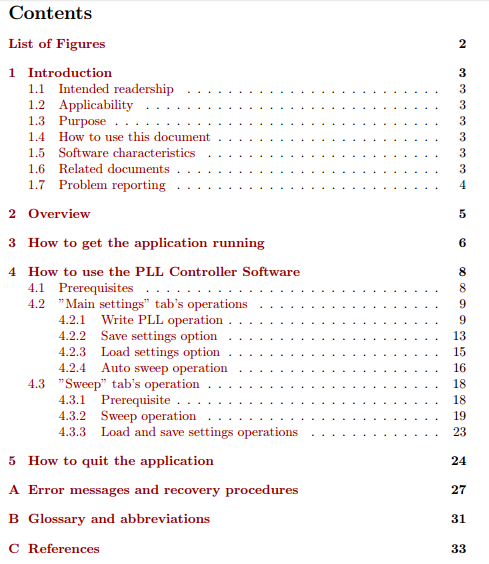 Contents
List of Figures 2
1 Introduction 3
1.1 Intended readership . . . . . . . . . . . . . . . . . . . . . . . . . 3
1.2 Applicability . . . . . . . . . . . . . . . . . . . . . . . . . . . . . 3
1.3 Purpose . . . . . . . . . . . . . . . . . . . . . . . . . . . . . . . . 3
1.4 How to use this document . . . . . . . . . . . . . . . . . . . . . . 3
1.5 Software characteristics . . . . . . . . . . . . . . . . . . . . . . . 3
1.6 Related documents . . . . . . . . . . . . . . . . . . . . . . . . . . 3
1.7 Problem reporting . . . . . . . . . . . . . . . . . . . . . . . . . . 4
2 Overview 5
3 How to get the application running 6
4 How to use the PLL Controller Software 8
4.1 Prerequisites . . . . . . . . . . . . . . . . . . . . . . . . . . . . . 8
4.2 ”Main settings” tab’s operations . . . . . . . . . . . . . . . . . . 9
4.2.1 Write PLL operation . . . . . . . . . . . . . . . . . . . . . 9
4.2.2 Save settings option . . . . . . . . . . . . . . . . . . . . . 13
4.2.3 Load settings option . . . . . . . . . . . . . . . . . . . . . 15
4.2.4 Auto sweep operation . . . . . . . . . . . . . . . . . . . . 16
4.3 ”Sweep” tab’s operation . . . . . . . . . . . . . . . . . . . . . . . 18
4.3.1 Prerequisite . . . . . . . . . . . . . . . . . . . . . . . . . . 18
4.3.2 Sweep operation . . . . . . . . . . . . . . . . . . . . . . . 19
4.3.3 Load and save settings operations . . . . . . . . . . . . . 23
5 How to quit the application 24
A Error messages and recovery procedures 27
B Glossary and abbreviations 31
C References 33